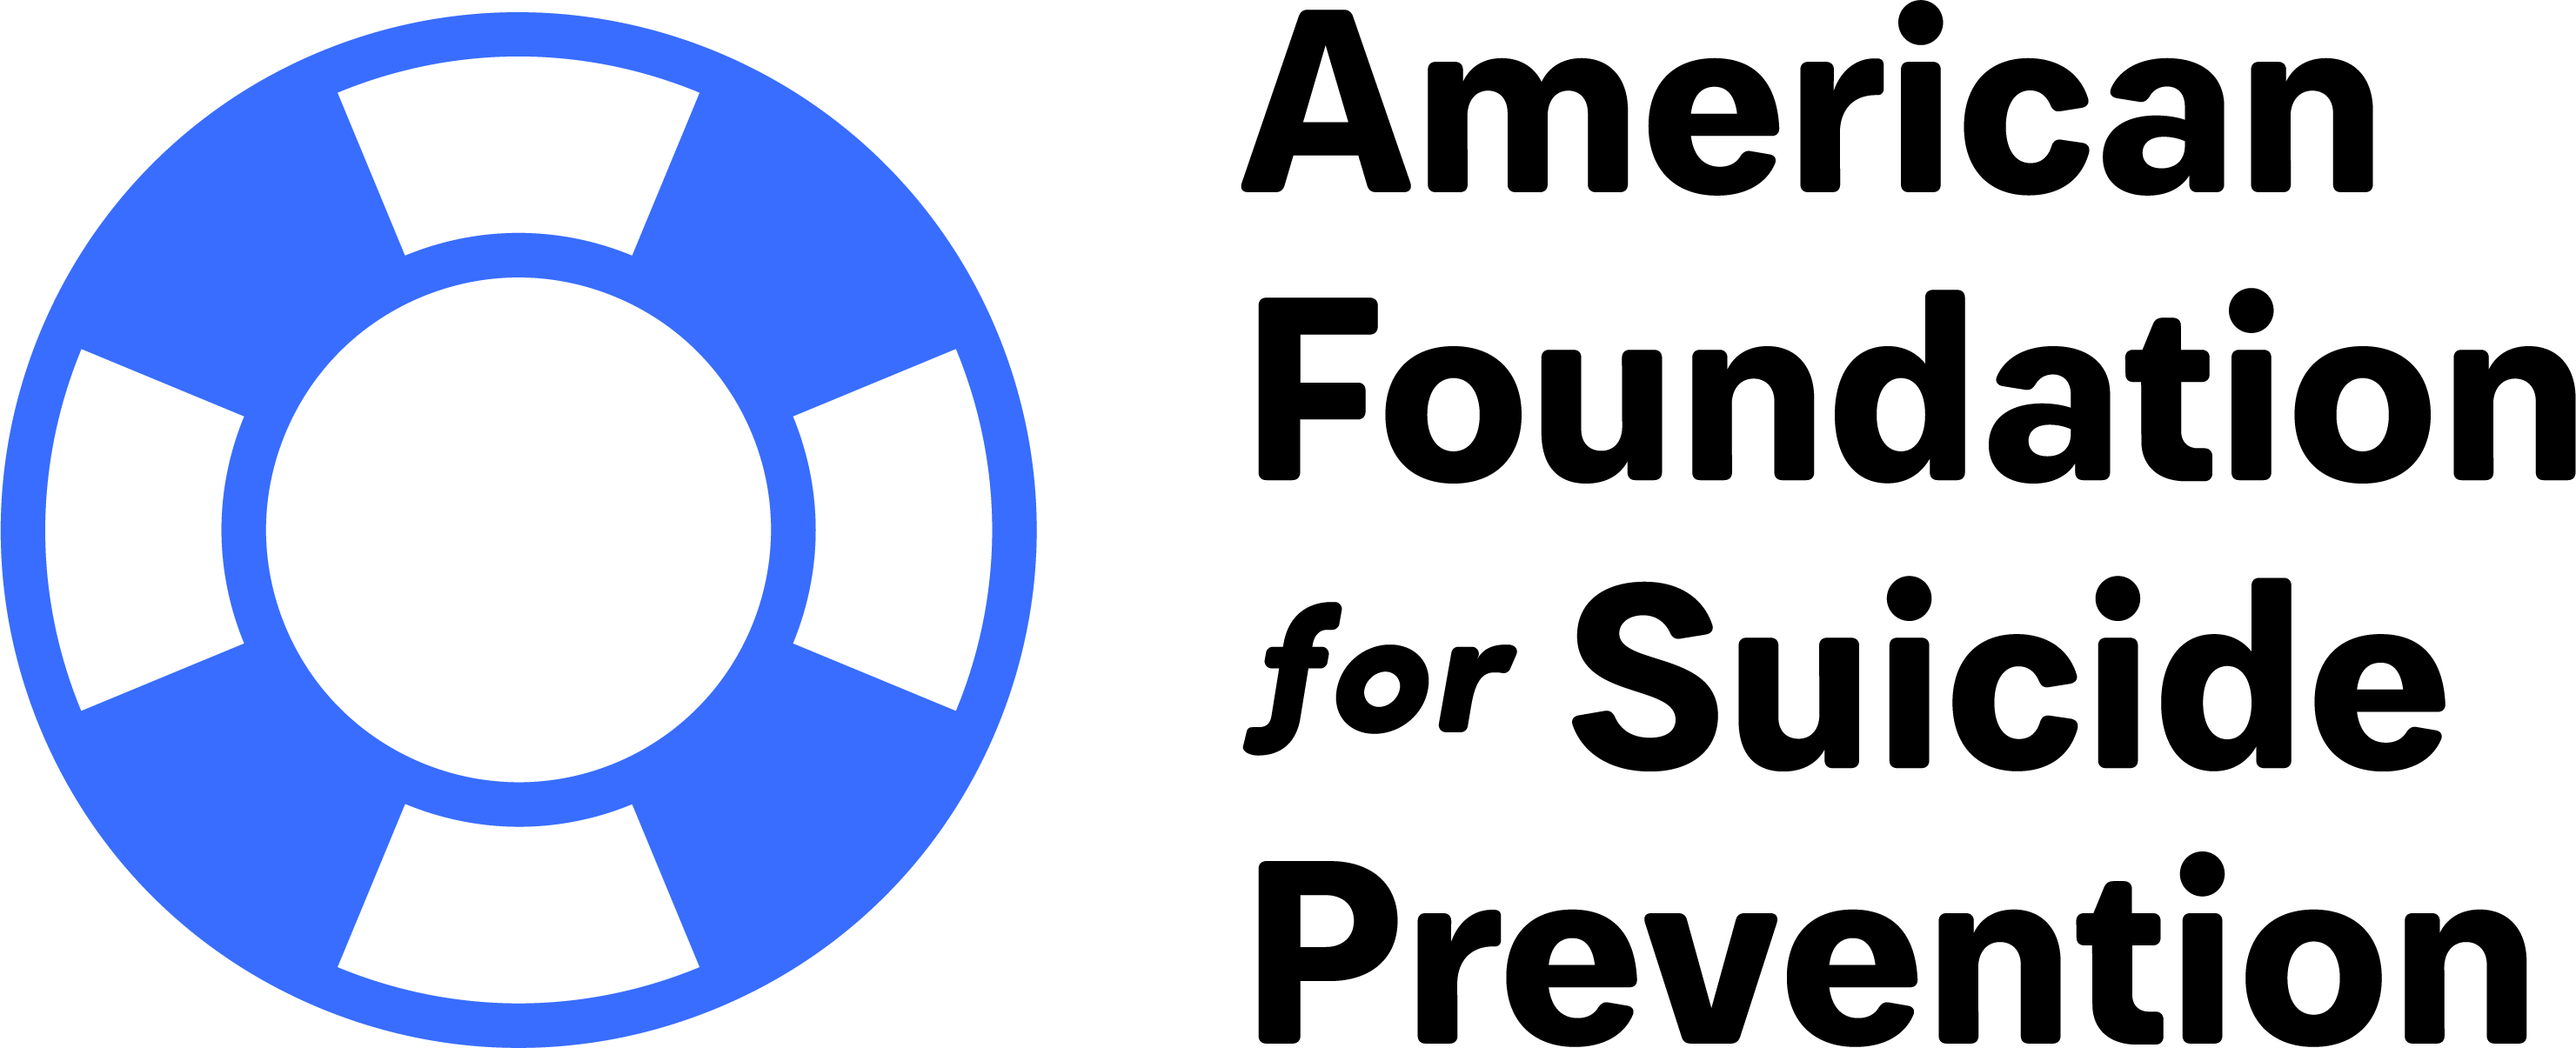 American
Foundation
for Suicide
Prevention